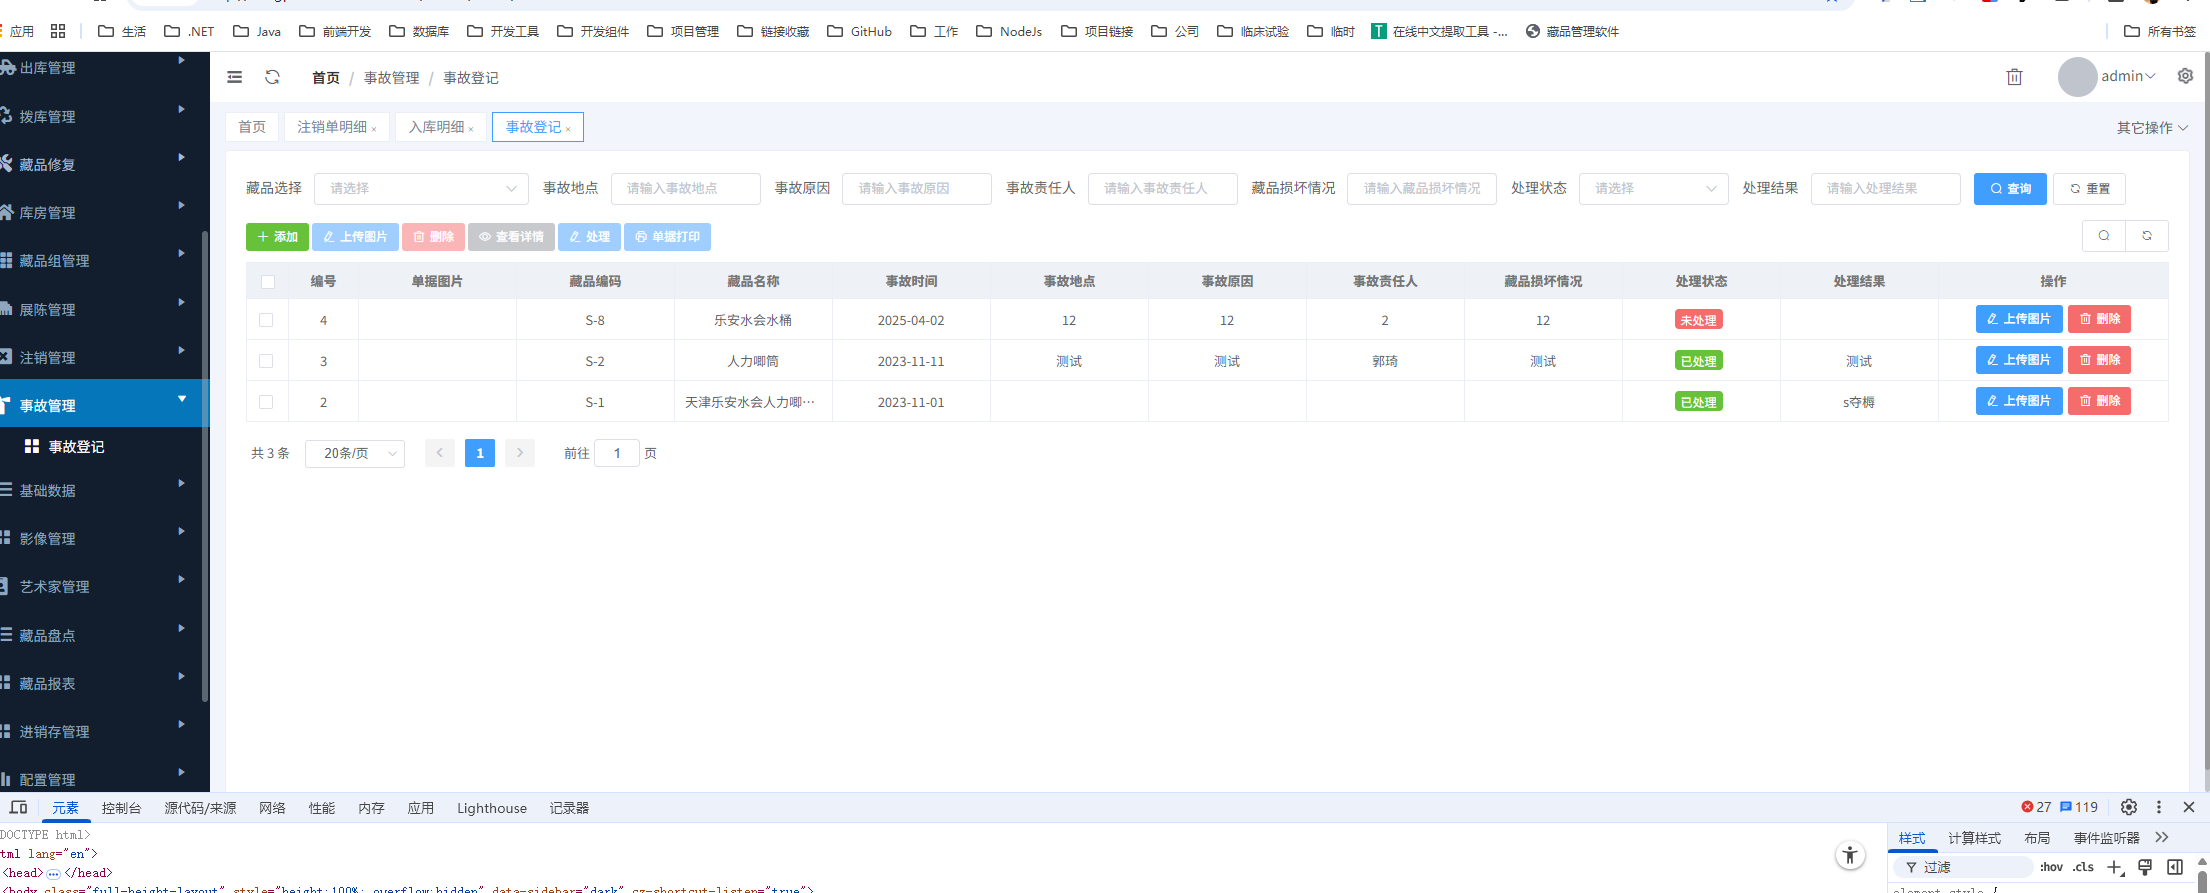 应用 生活 .NET Java 前端开发 数据库 开发工具 开发组件 项目管理 链接收藏 GitHub 工作 NodeJs 项目链接 公司 临床试验 临时 T 在线中文提取工具 -... 藏品管理软件 所有书签
出库管理
拨库管理
藏品修复
库房管理
藏品组管理
展陈管理
注销管理
事故管理
事故登记
基础数据
影像管理
艺术家管理
藏品盘点
藏品报表
进销存管理
配置管理
首页 / 事故管理 / 事故登记 admin
首页 注销单明细 × 入库明细 × 事故登记 × 其它操作
藏品选择 请选择 事故地点 请输入事故地点 事故原因 请输入事故原因 事故责任人 请输入事故责任人 藏品损坏情况 请输入藏品损坏情况 处理状态 请选择 处理结果 请输入处理结果 查询 重置
添加 上传图片 删除 查看详情 处理 单据打印
编号 单据图片 藏品编码 藏品名称 事故时间 事故地点 事故原因 事故责任人 藏品损坏情况 处理状态 处理结果 操作
4 S-8 乐安水会水桶 2025-04-02 12 12 2 12 未处理 上传图片 删除
3 S-2 人力唧筒 2023-11-11 测试 测试 郭琦 测试 已处理 测试 上传图片 删除
2 S-1 天津乐安水会人力唧… 2023-11-01 已处理 s夺槈 上传图片 删除
共 3 条 20条/页 1 前往 1 页
元素 控制台 源代码/来源 网络 性能 内存 应用 Lighthouse 记录器 27 119
DOCTYPE html>
tml lang="en">
<head> … </head>
<body class="full-height-layout" style="height:100%; overflow:hidden" data-sidebar="dark" cz-shortcut-listen="true">
样式 计算样式 布局 事件监听器
过滤 :hov .cls
element.style {